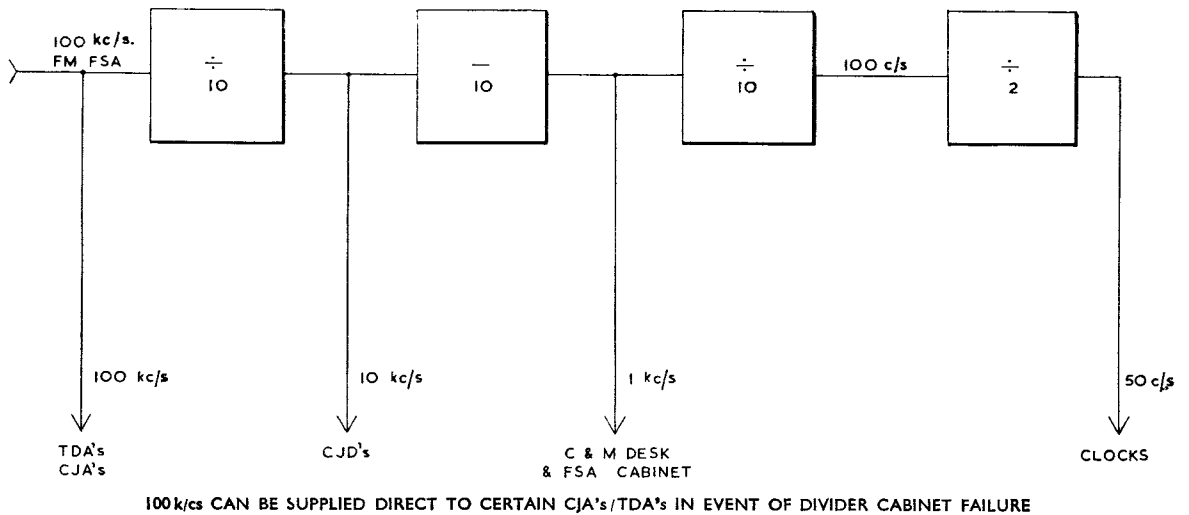 100 kc/s.
FM FSA
÷
10
—
10
÷
10
100 c/s
÷
2
100 kc/s
10 kc/s
1 kc/s
50 c/s
TDA's
CJA's
CJD's
C & M DESK
& FSA CABINET
CLOCKS
100k/cs CAN BE SUPPLIED DIRECT TO CERTAIN CJA's/TDA's IN EVENT OF DIVIDER CABINET FAILURE